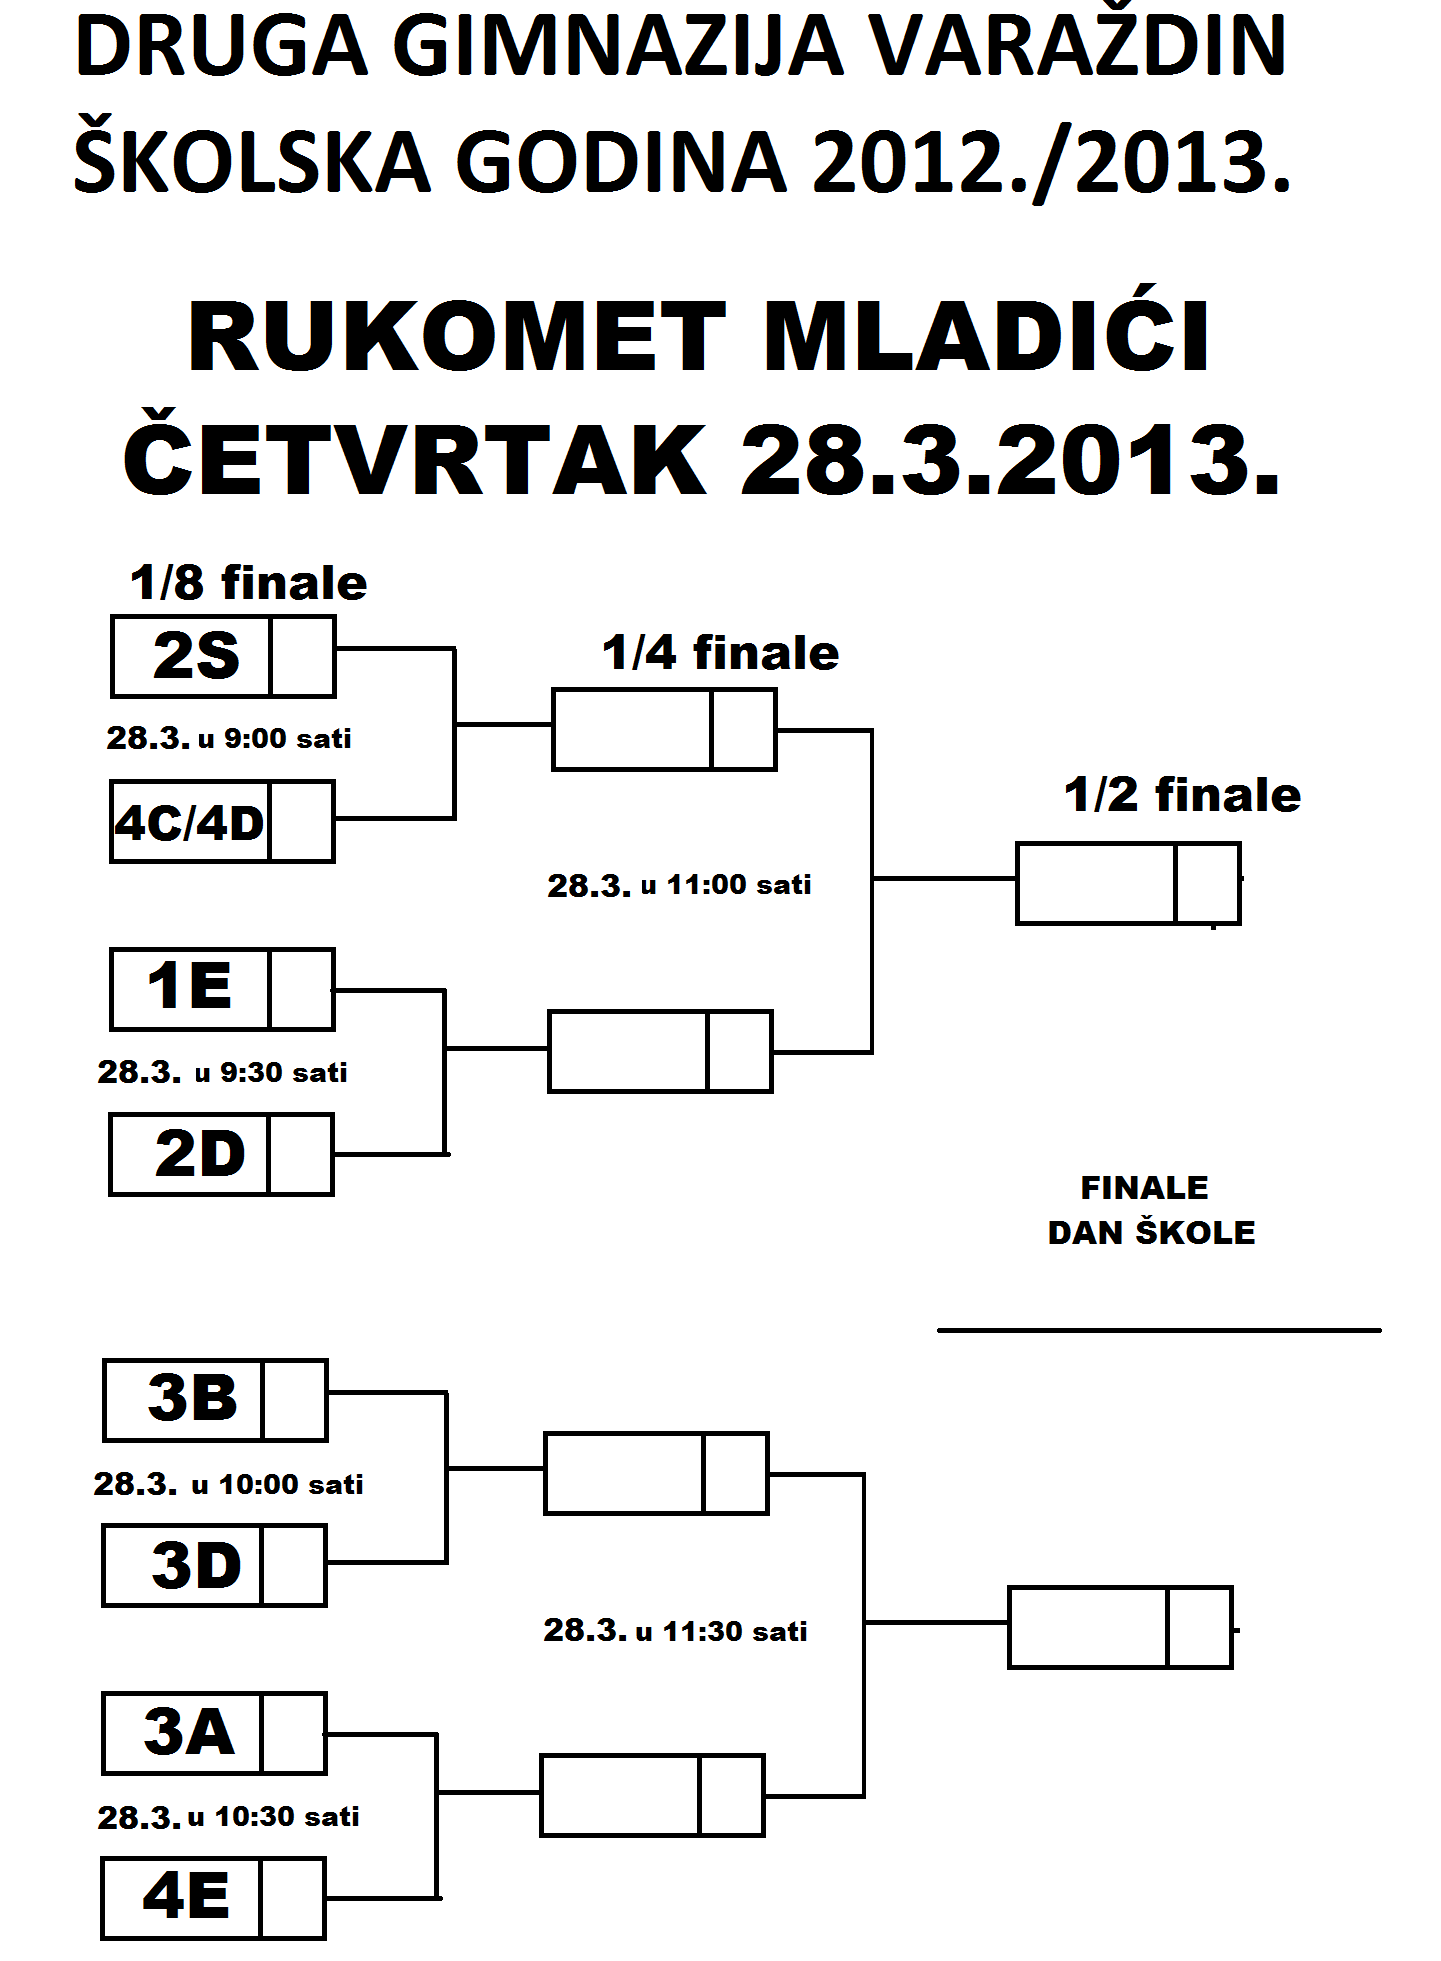 DRUGA GIMNAZIJA VARAŽDIN
ŠKOLSKA GODINA 2012./2013.
RUKOMET MLADIĆI
ČETVRTAK 28.3.2013.
1/8 finale
2S
28.3. u 9:00 sati
4C/4D
1E
28.3. u 9:30 sati
2D
3B
28.3. u 10:00 sati
3D
3A
28.3. u 10:30 sati
4E
1/4 finale
28.3. u 11:00 sati
28.3. u 11:30 sati
1/2 finale
FINALE
DAN ŠKOLE